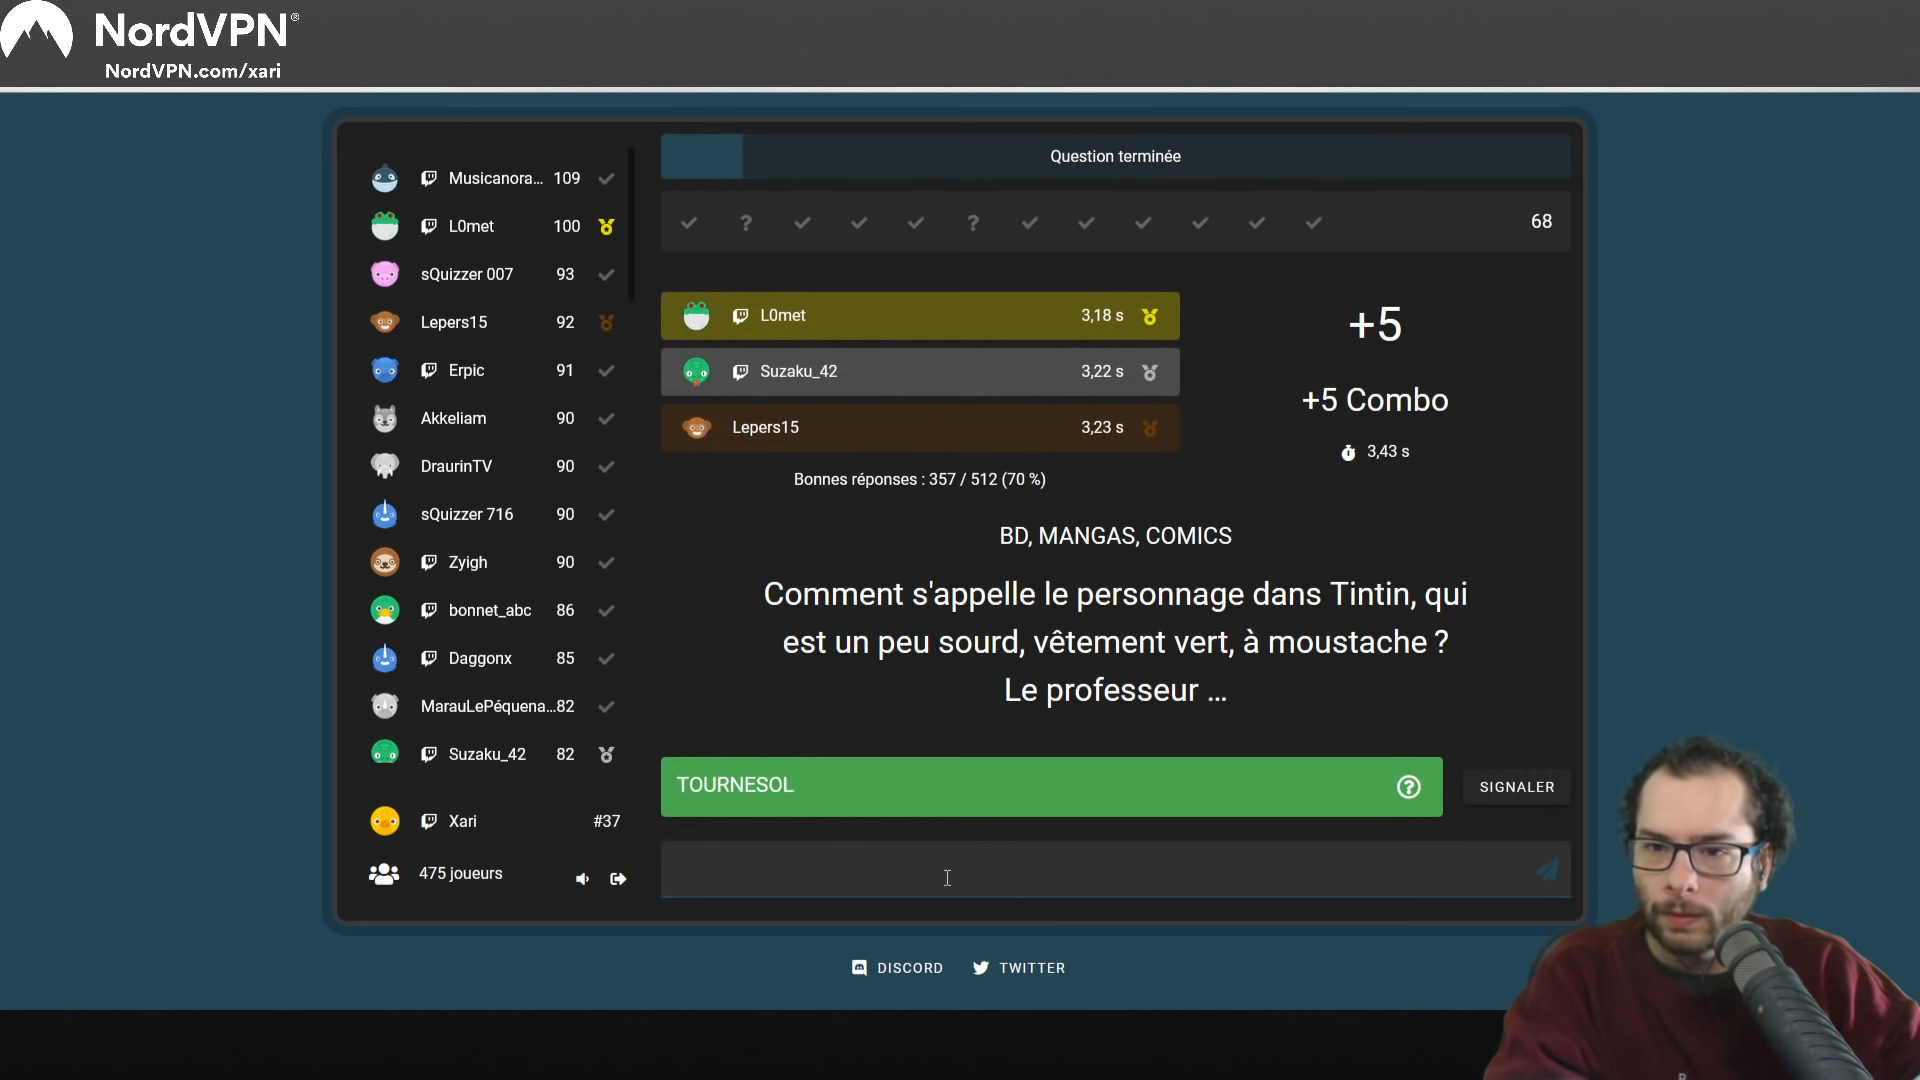 NordVPN®
NordVPN.com/xari
Musicanora... 109
L0met 100
sQuizzer 007 93
Lepers15 92
Erpic 91
Akkeliam 90
DraurinTV 90
sQuizzer 716 90
Zyigh 90
bonnet_abc 86
Daggonx 85
MarauLePéquena... 82
Suzaku_42 82
Xari #37
475 joueurs
Question terminée
? ? 68
L0met 3,18 s
Suzaku_42 3,22 s
Lepers15 3,23 s
Bonnes réponses : 357 / 512 (70 %)
+5
+5 Combo
3,43 s
BD, MANGAS, COMICS
Comment s'appelle le personnage dans Tintin, qui
est un peu sourd, vêtement vert, à moustache ?
Le professeur ...
TOURNESOL ?
SIGNALER
DISCORD TWITTER